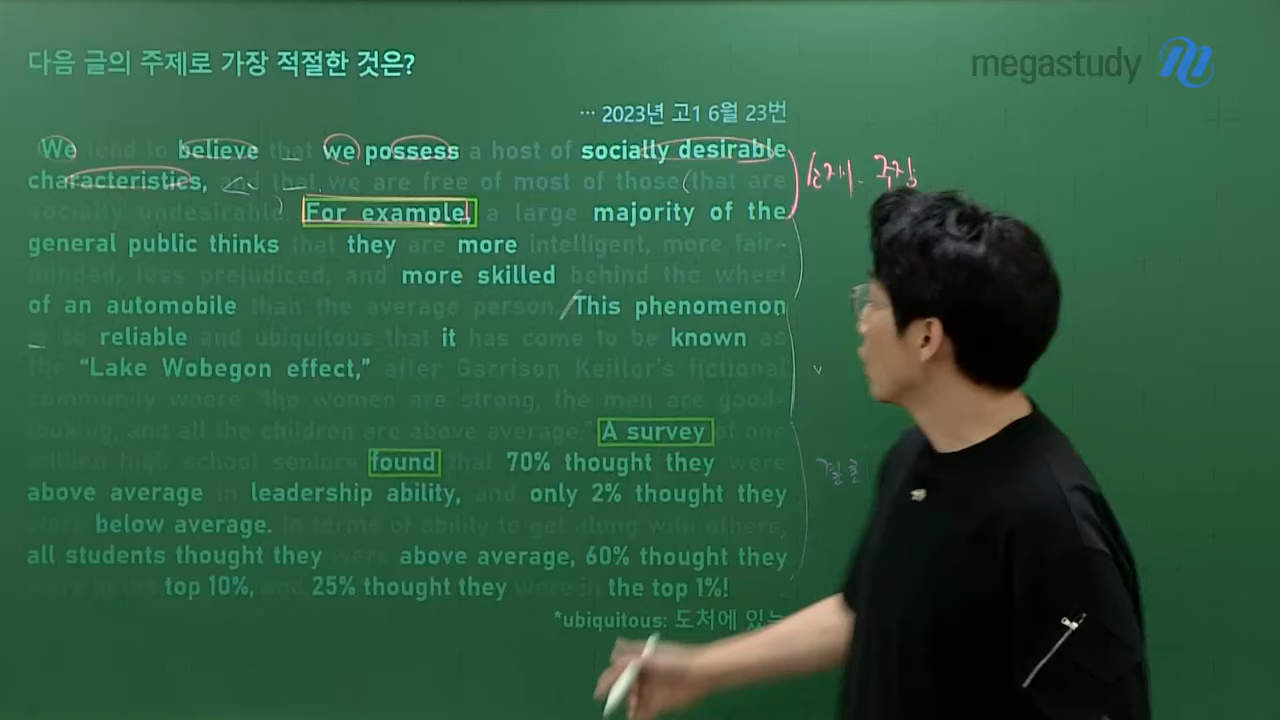 다음 글의 주제로 가장 적절한 것은?
megastudy
··· 2023년 고1 6월 23번
We tend to believe that we possess a host of socially desirable
characteristics, and that we are free of most of those that are
socially undesirable. For example, a large majority of the
general public thinks that they are more intelligent, more fair-
minded, less prejudiced, and more skilled behind the wheel
of an automobile than the average person. This phenomenon
is so reliable and ubiquitous that it has come to be known as
the “Lake Wobegon effect,” after Garrison Keillor's fictional
community where “the women are strong, the men are good-
looking, and all the children are above average.” A survey of one
million high school seniors found that 70% thought they were
above average in leadership ability, and only 2% thought they
were below average. In terms of ability to get along with others,
all students thought they were above average, 60% thought they
were in the top 10%, and 25% thought they were in the top 1%!
*ubiquitous: 도처에 있는